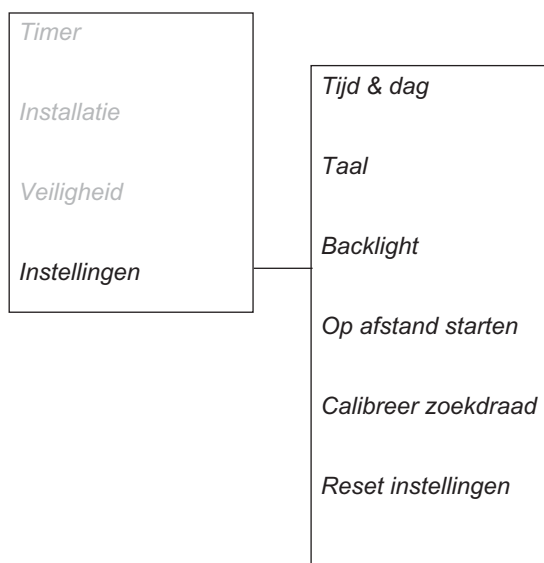 Timer
Installatie
Veiligheid
Instellingen
Tijd & dag
Taal
Backlight
Op afstand starten
Calibreer zoekdraad
Reset instellingen